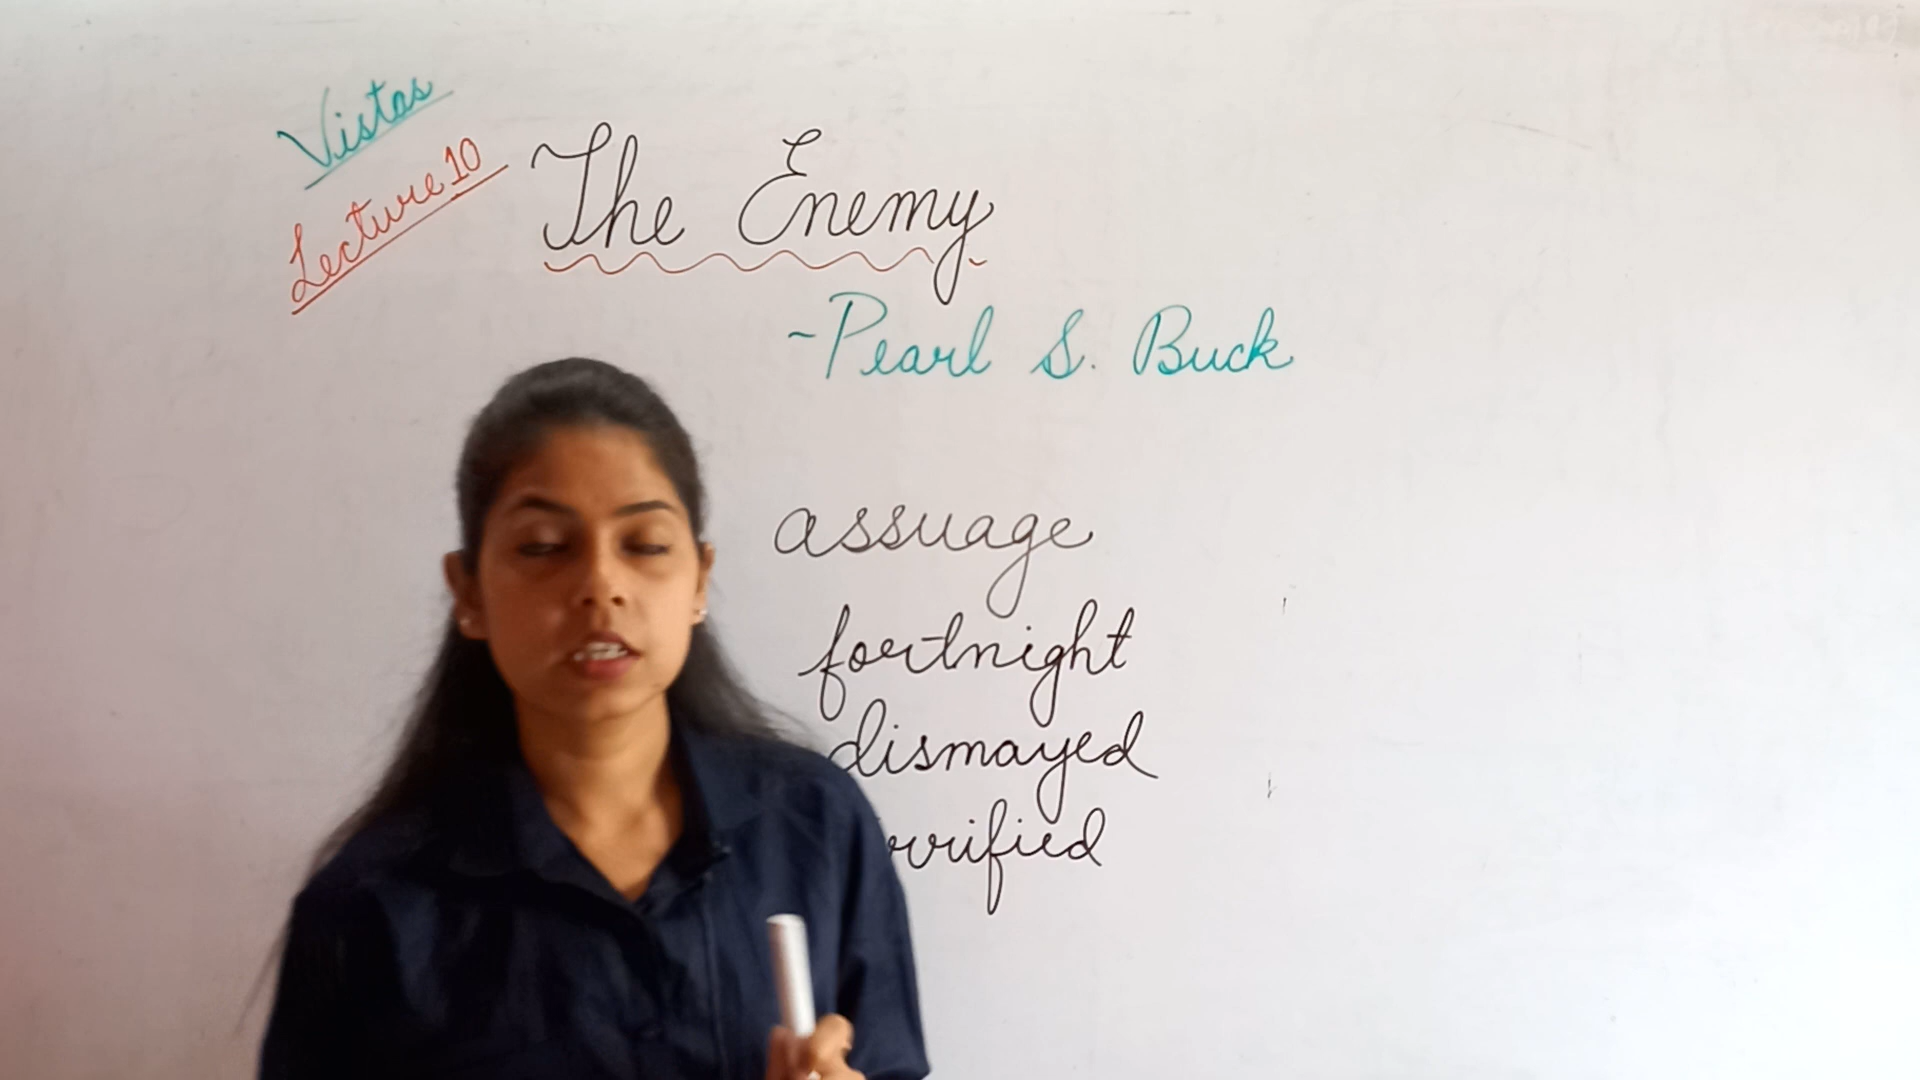 Vistas
Lecture 10
The Enemy
~Pearl S. Buck
assuage
fortnight
dismayed